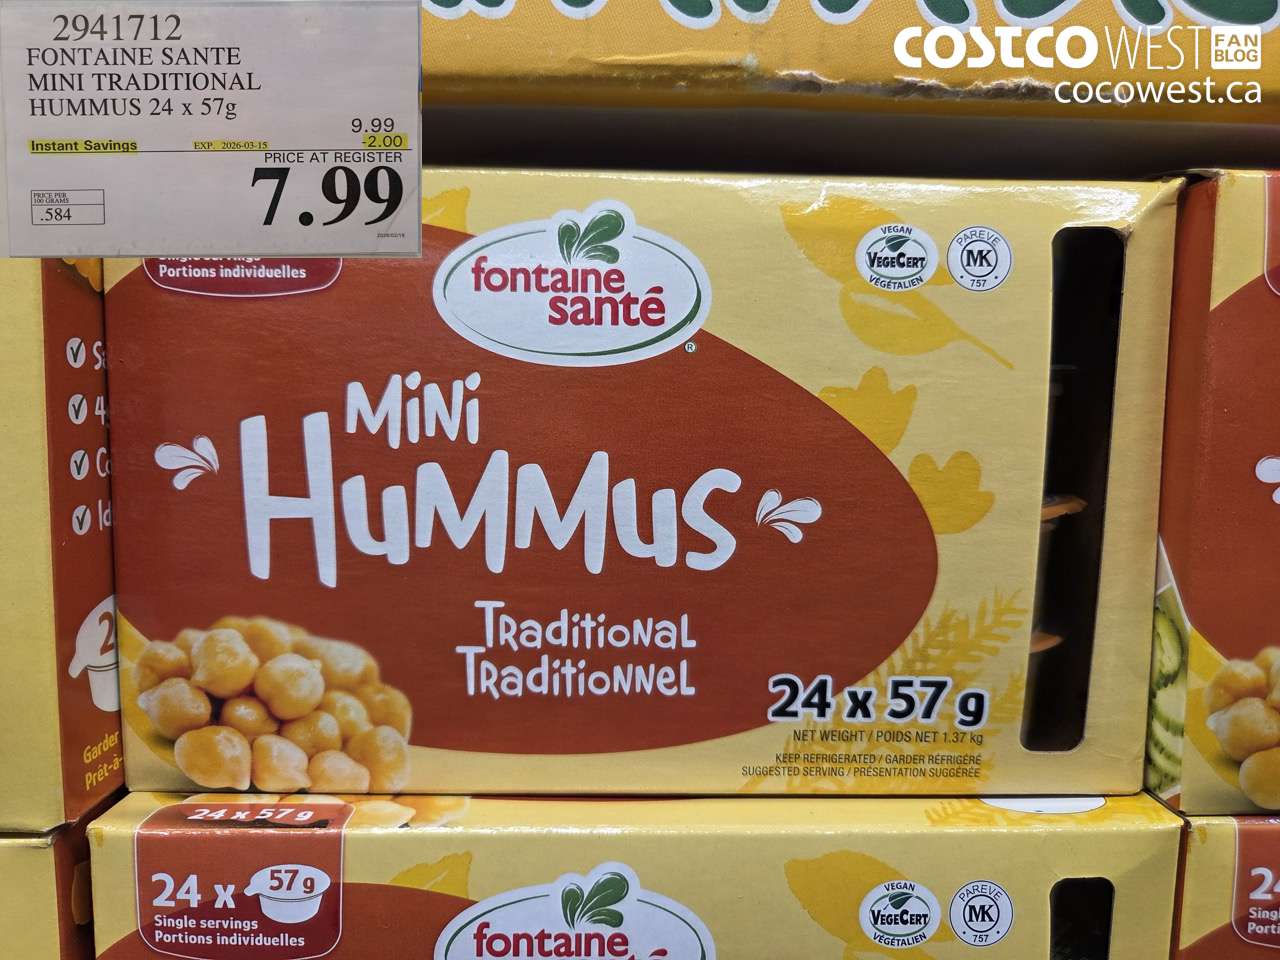 2941712
FONTAINE SANTE
MINI TRADITIONAL
HUMMUS 24 x 57g
9.99
Instant Savings EXP. 2026-03-15 -2.00
PRICE AT REGISTER
7.99
PRICE PER
100 GRAMS
.584
COSTCO WEST FAN BLOG
cocowest.ca
Portions individuelles
fontaine
santé
®
VEGAN
VEGECERT
VÉGÉTALIEN
PAREVE
MK
757
MiNi
HuMMuS
Traditional
Traditionnel
24 x 57 g
NET WEIGHT / POIDS NET 1.37 kg
KEEP REFRIGERATED / GARDER RÉFRIGÉRÉ
SUGGESTED SERVING / PRÉSENTATION SUGGÉRÉE
Garder
Prêt-à-
24 x 57 g
24 x 57 g
Single servings
Portions individuelles
fontaine
VEGAN
VEGECERT
VÉGÉTALIEN
PAREVE
MK
757